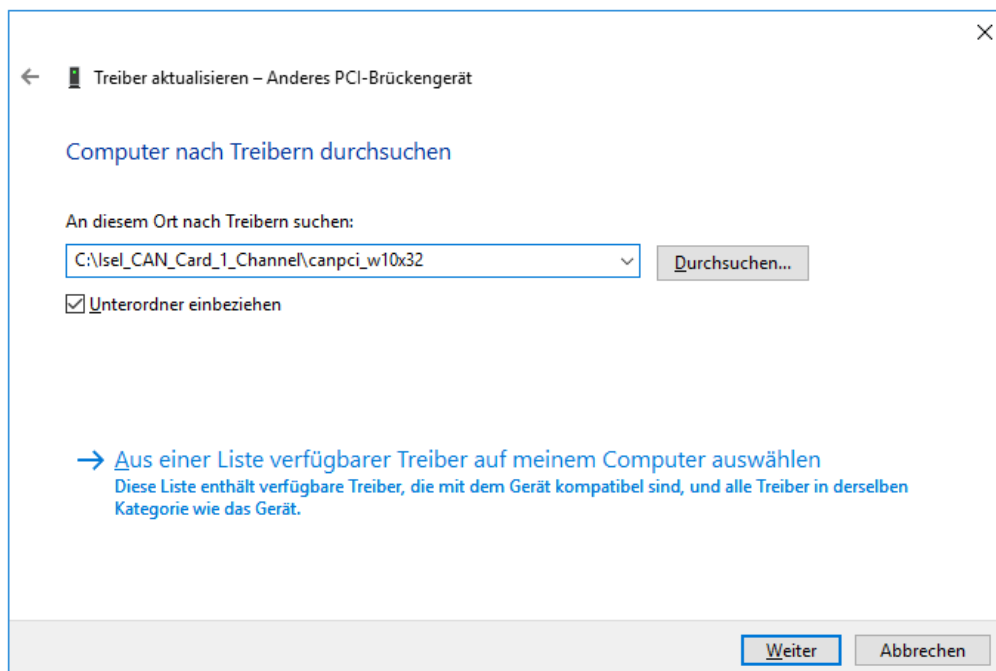 Treiber aktualisieren – Anderes PCI-Brückengerät
Computer nach Treibern durchsuchen
An diesem Ort nach Treibern suchen:
C:\Isel_CAN_Card_1_Channel\canpci_w10x32
Durchsuchen...
Unterordner einbeziehen
Aus einer Liste verfügbarer Treiber auf meinem Computer auswählen
Diese Liste enthält verfügbare Treiber, die mit dem Gerät kompatibel sind, und alle Treiber in derselben
Kategorie wie das Gerät.
Weiter
Abbrechen